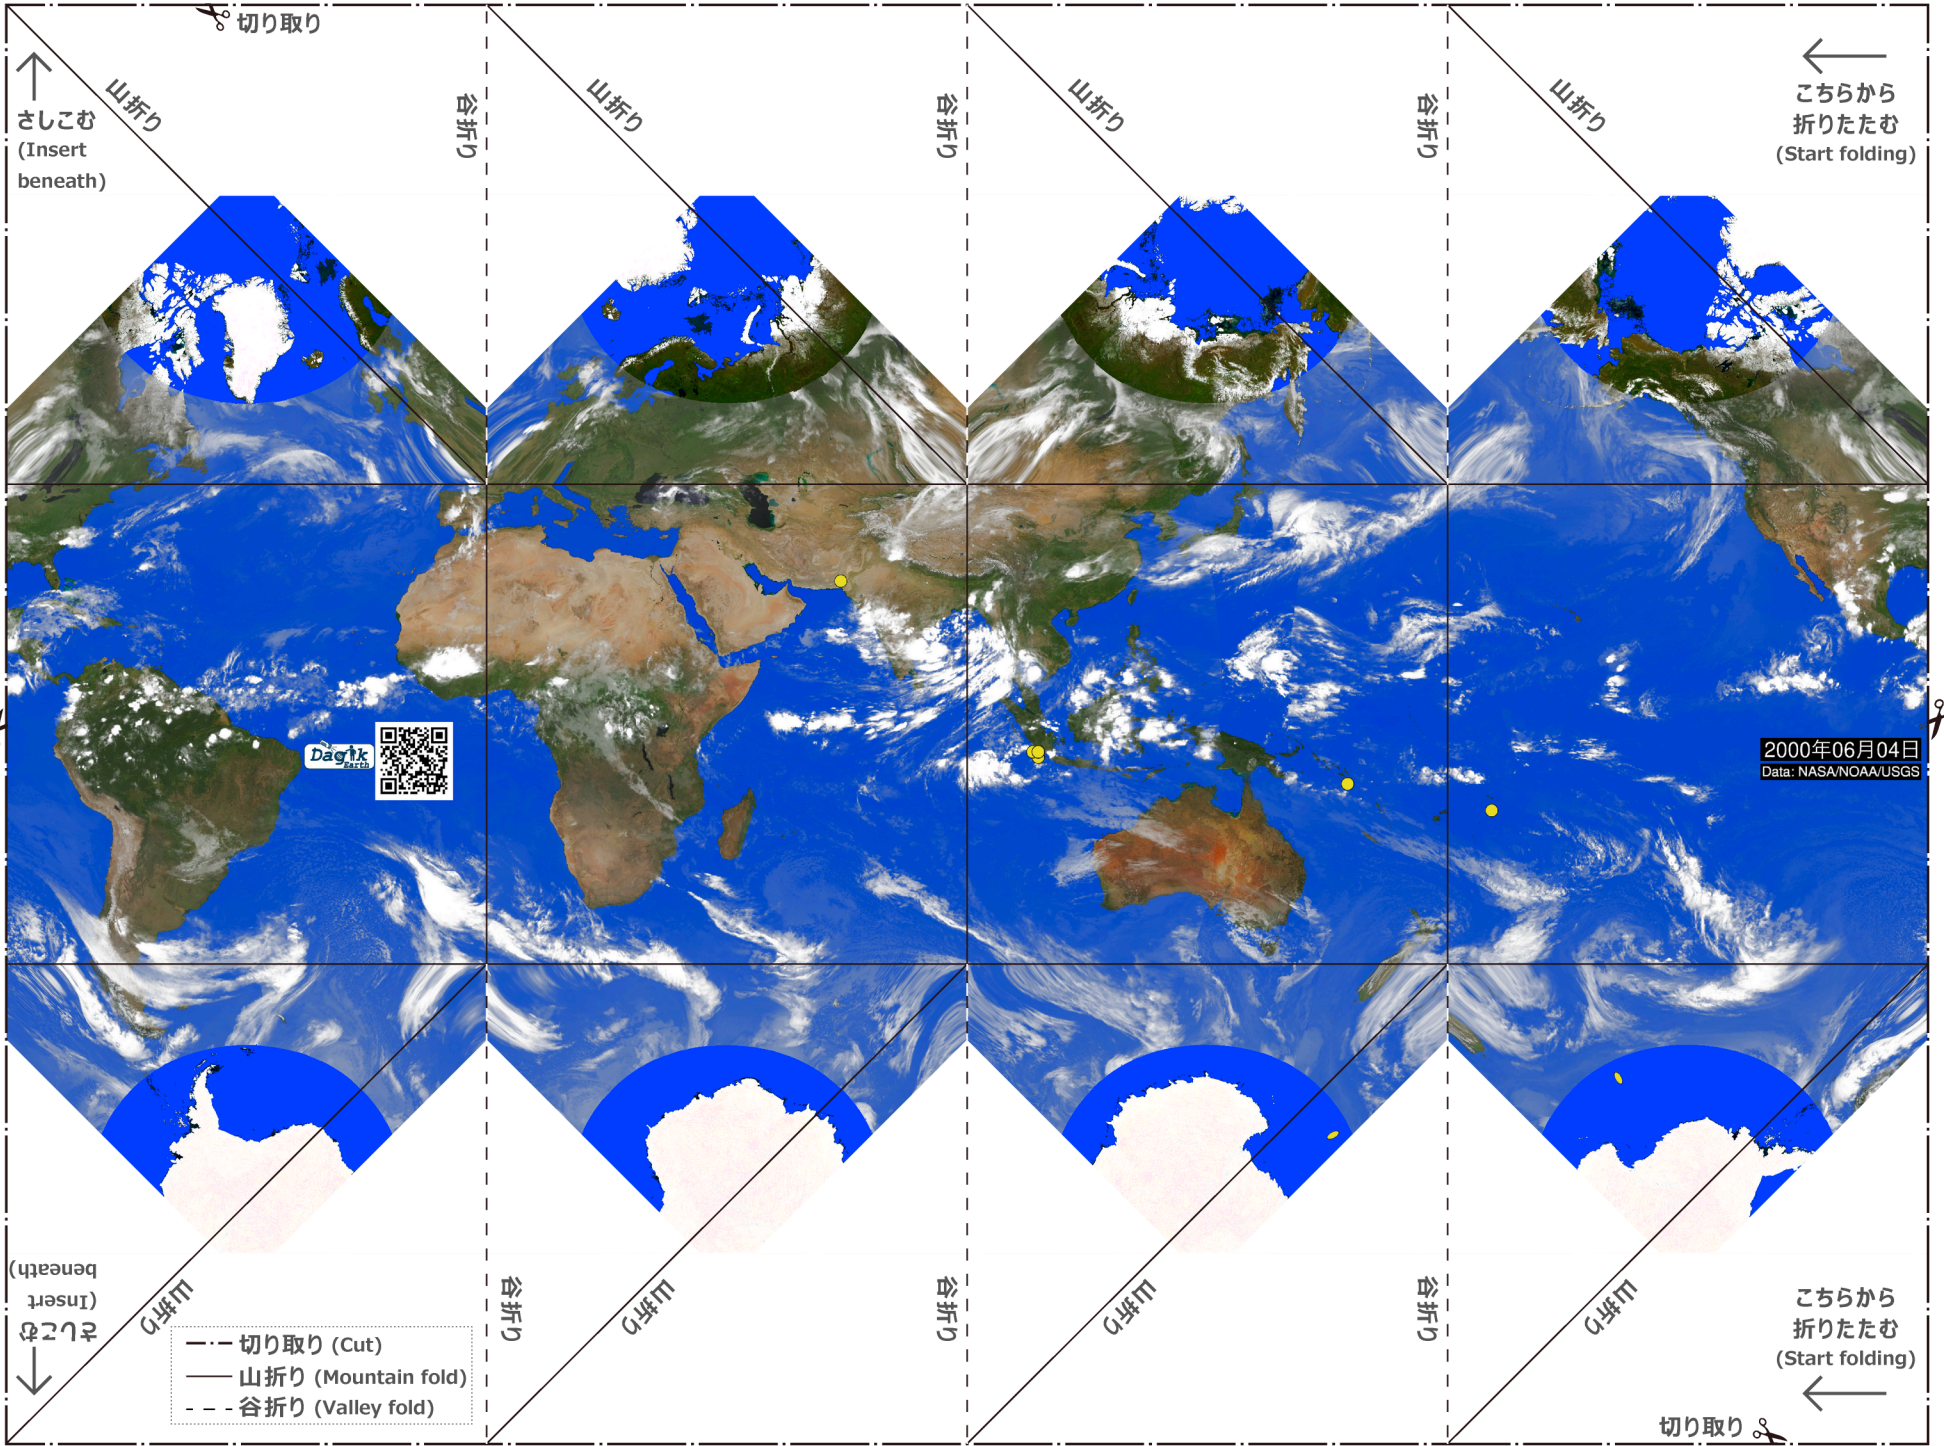 切り取り
山折り
谷折り
山折り
谷折り
山折り
谷折り
山折り
さしこむ
(Insert
beneath)
こちらから
折りたたむ
(Start folding)
Dagik
Earth
2000年06月04日
Data: NASA/NOAA/USGS
さしこむ
(Insert
beneath)
山折り
谷折り
山折り
谷折り
山折り
谷折り
山折り
こちらから
折りたたむ
(Start folding)
切り取り (Cut)
山折り (Mountain fold)
谷折り (Valley fold)
切り取り